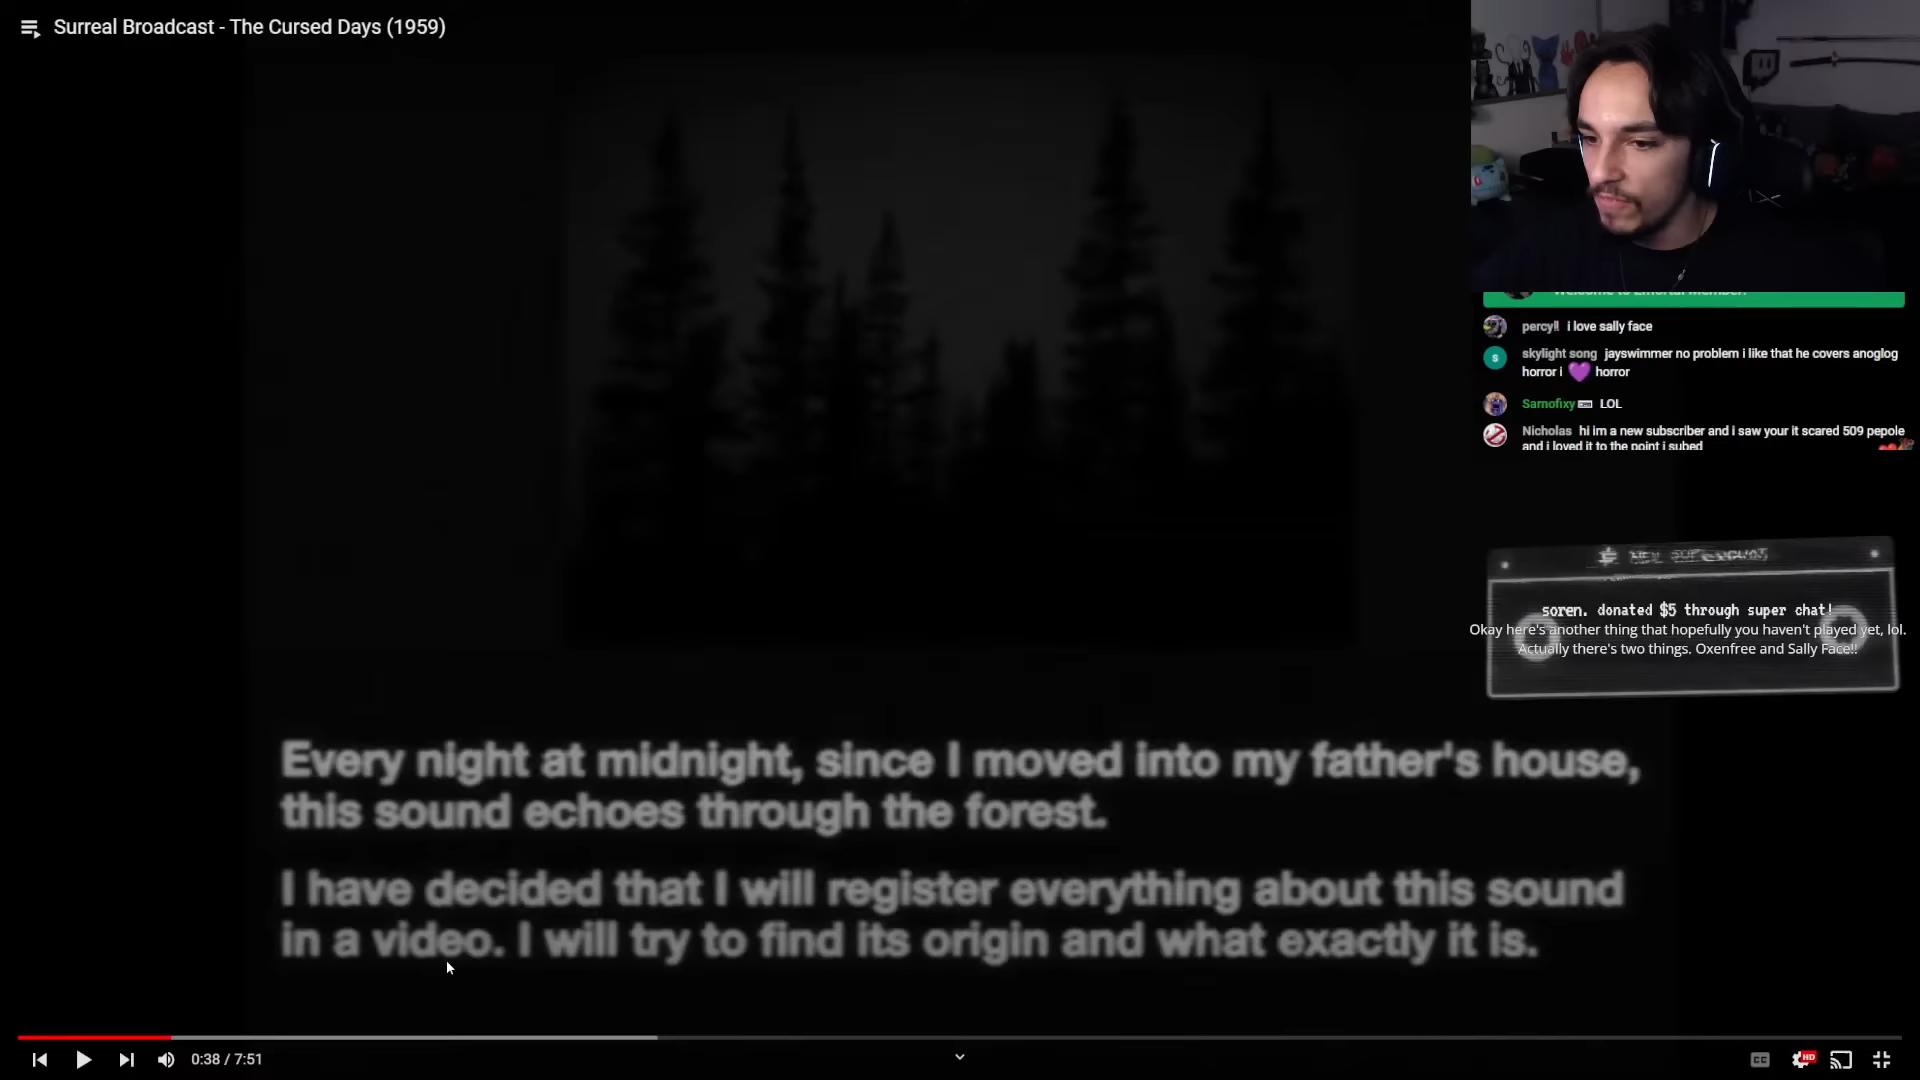 Surreal Broadcast - The Cursed Days (1959)
percy!! i love sally face
skylight song jayswimmer no problem i like that he covers anoglog
horror i 💜 horror
S
Sarnofixy LOL
Nicholas hi im a new subscriber and i saw your it scared 509 pepole
and i loved it to the point i subed
soren. donated $5 through super chat!
Okay here's another thing that hopefully you haven't played yet, lol.
Actually there's two things. Oxenfree and Sally Face!!
Every night at midnight, since I moved into my father's house,
this sound echoes through the forest.
I have decided that I will register everything about this sound
in a video. I will try to find its origin and what exactly it is.
0:38 / 7:51
CC
HD